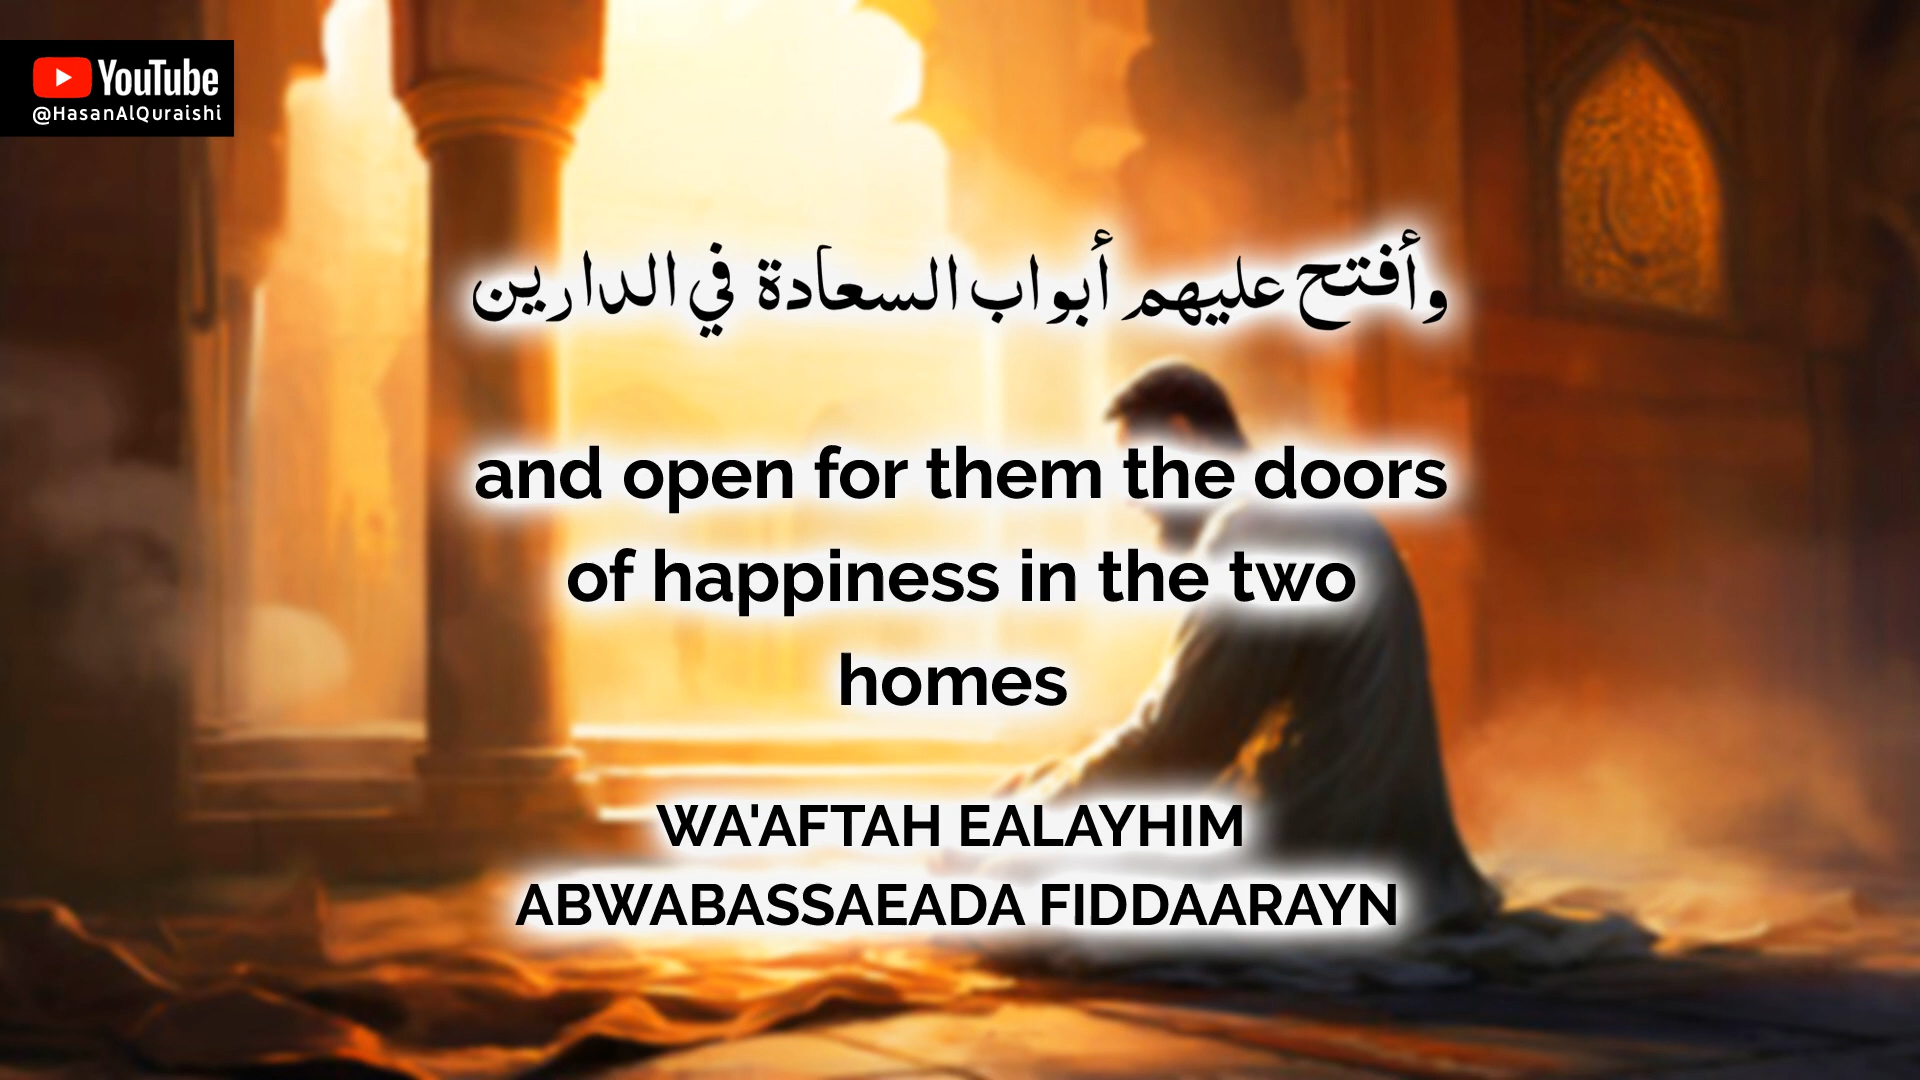 YouTube
@HasanAlQuraishi
وأفتح عليهم أبواب السعادة في الدارين
and open for them the doors
of happiness in the two
homes
WA'AFTAH EALAYHIM
ABWABASSAEADA FIDDAARAYN